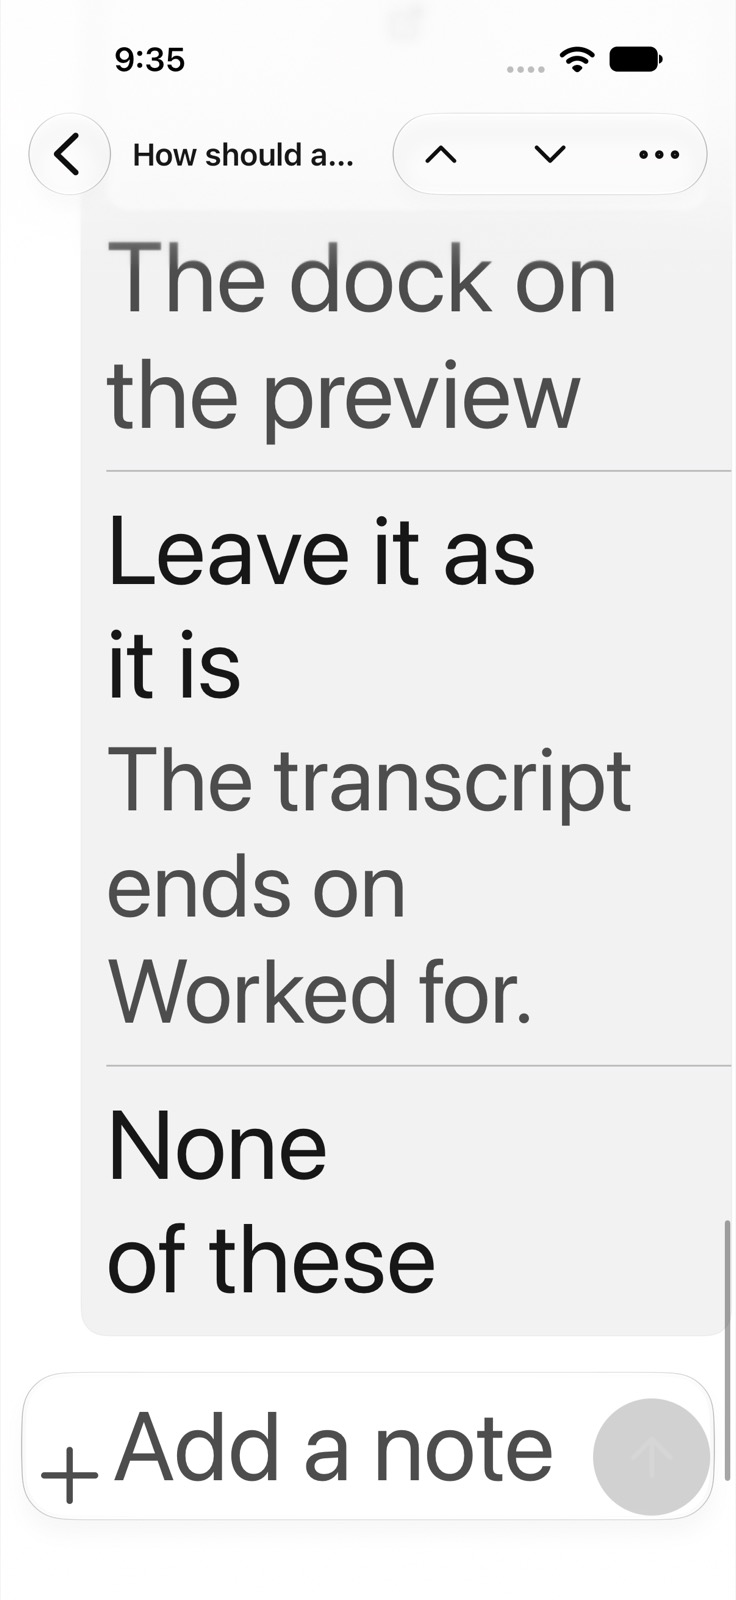 9:35
How should a...
The dock on
the preview
Leave it as
it is
The transcript
ends on
Worked for.
None
of these
Add a note